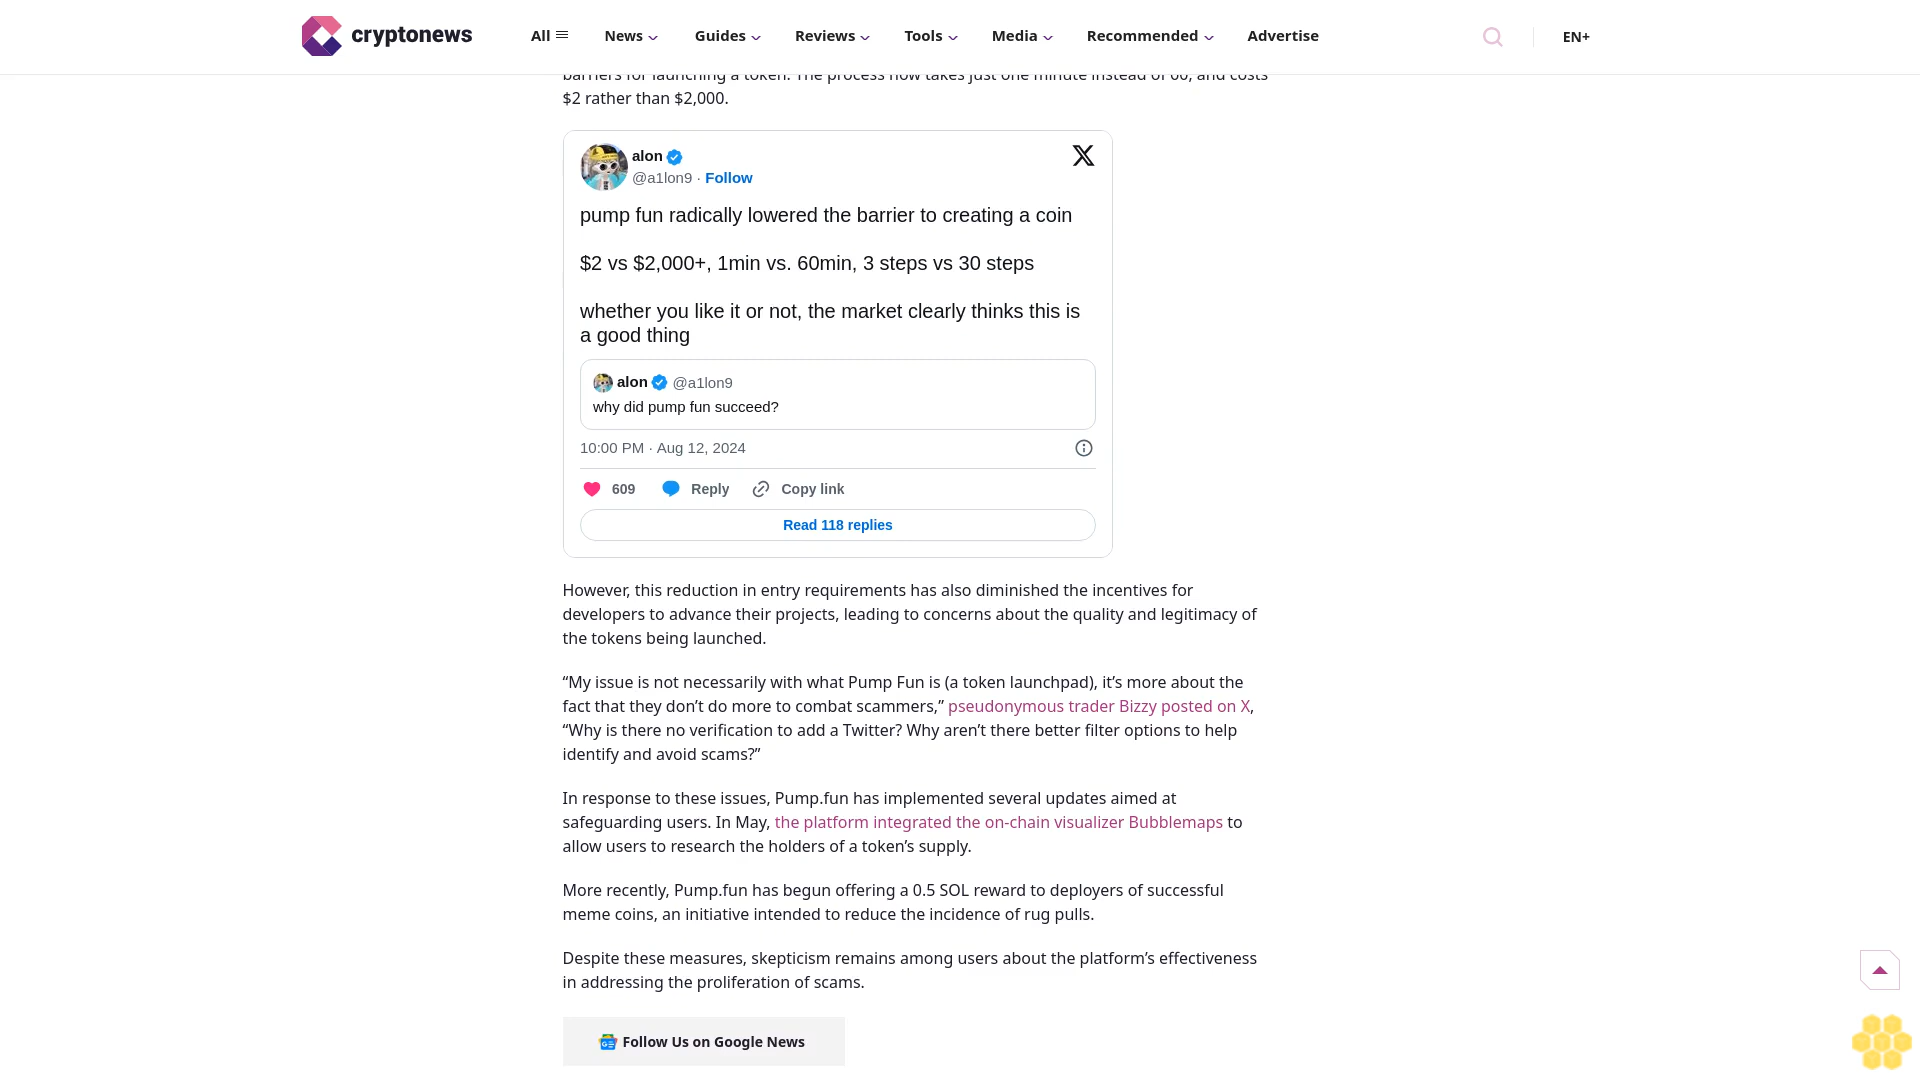 cryptonews
All
News
Guides
Reviews
Tools
Media
Recommended
Advertise
EN+
barriers for launching a token. The process now takes just one minute instead of 60, and costs
$2 rather than $2,000.
alon
@a1lon9 · Follow
pump fun radically lowered the barrier to creating a coin
$2 vs $2,000+, 1min vs. 60min, 3 steps vs 30 steps
whether you like it or not, the market clearly thinks this is
a good thing
alon @a1lon9
why did pump fun succeed?
10:00 PM · Aug 12, 2024
609 Reply Copy link
Read 118 replies
However, this reduction in entry requirements has also diminished the incentives for
developers to advance their projects, leading to concerns about the quality and legitimacy of
the tokens being launched.
“My issue is not necessarily with what Pump Fun is (a token launchpad), it’s more about the
fact that they don’t do more to combat scammers,” pseudonymous trader Bizzy posted on X,
“Why is there no verification to add a Twitter? Why aren’t there better filter options to help
identify and avoid scams?”
In response to these issues, Pump.fun has implemented several updates aimed at
safeguarding users. In May, the platform integrated the on-chain visualizer Bubblemaps to
allow users to research the holders of a token’s supply.
More recently, Pump.fun has begun offering a 0.5 SOL reward to deployers of successful
meme coins, an initiative intended to reduce the incidence of rug pulls.
Despite these measures, skepticism remains among users about the platform’s effectiveness
in addressing the proliferation of scams.
Follow Us on Google News